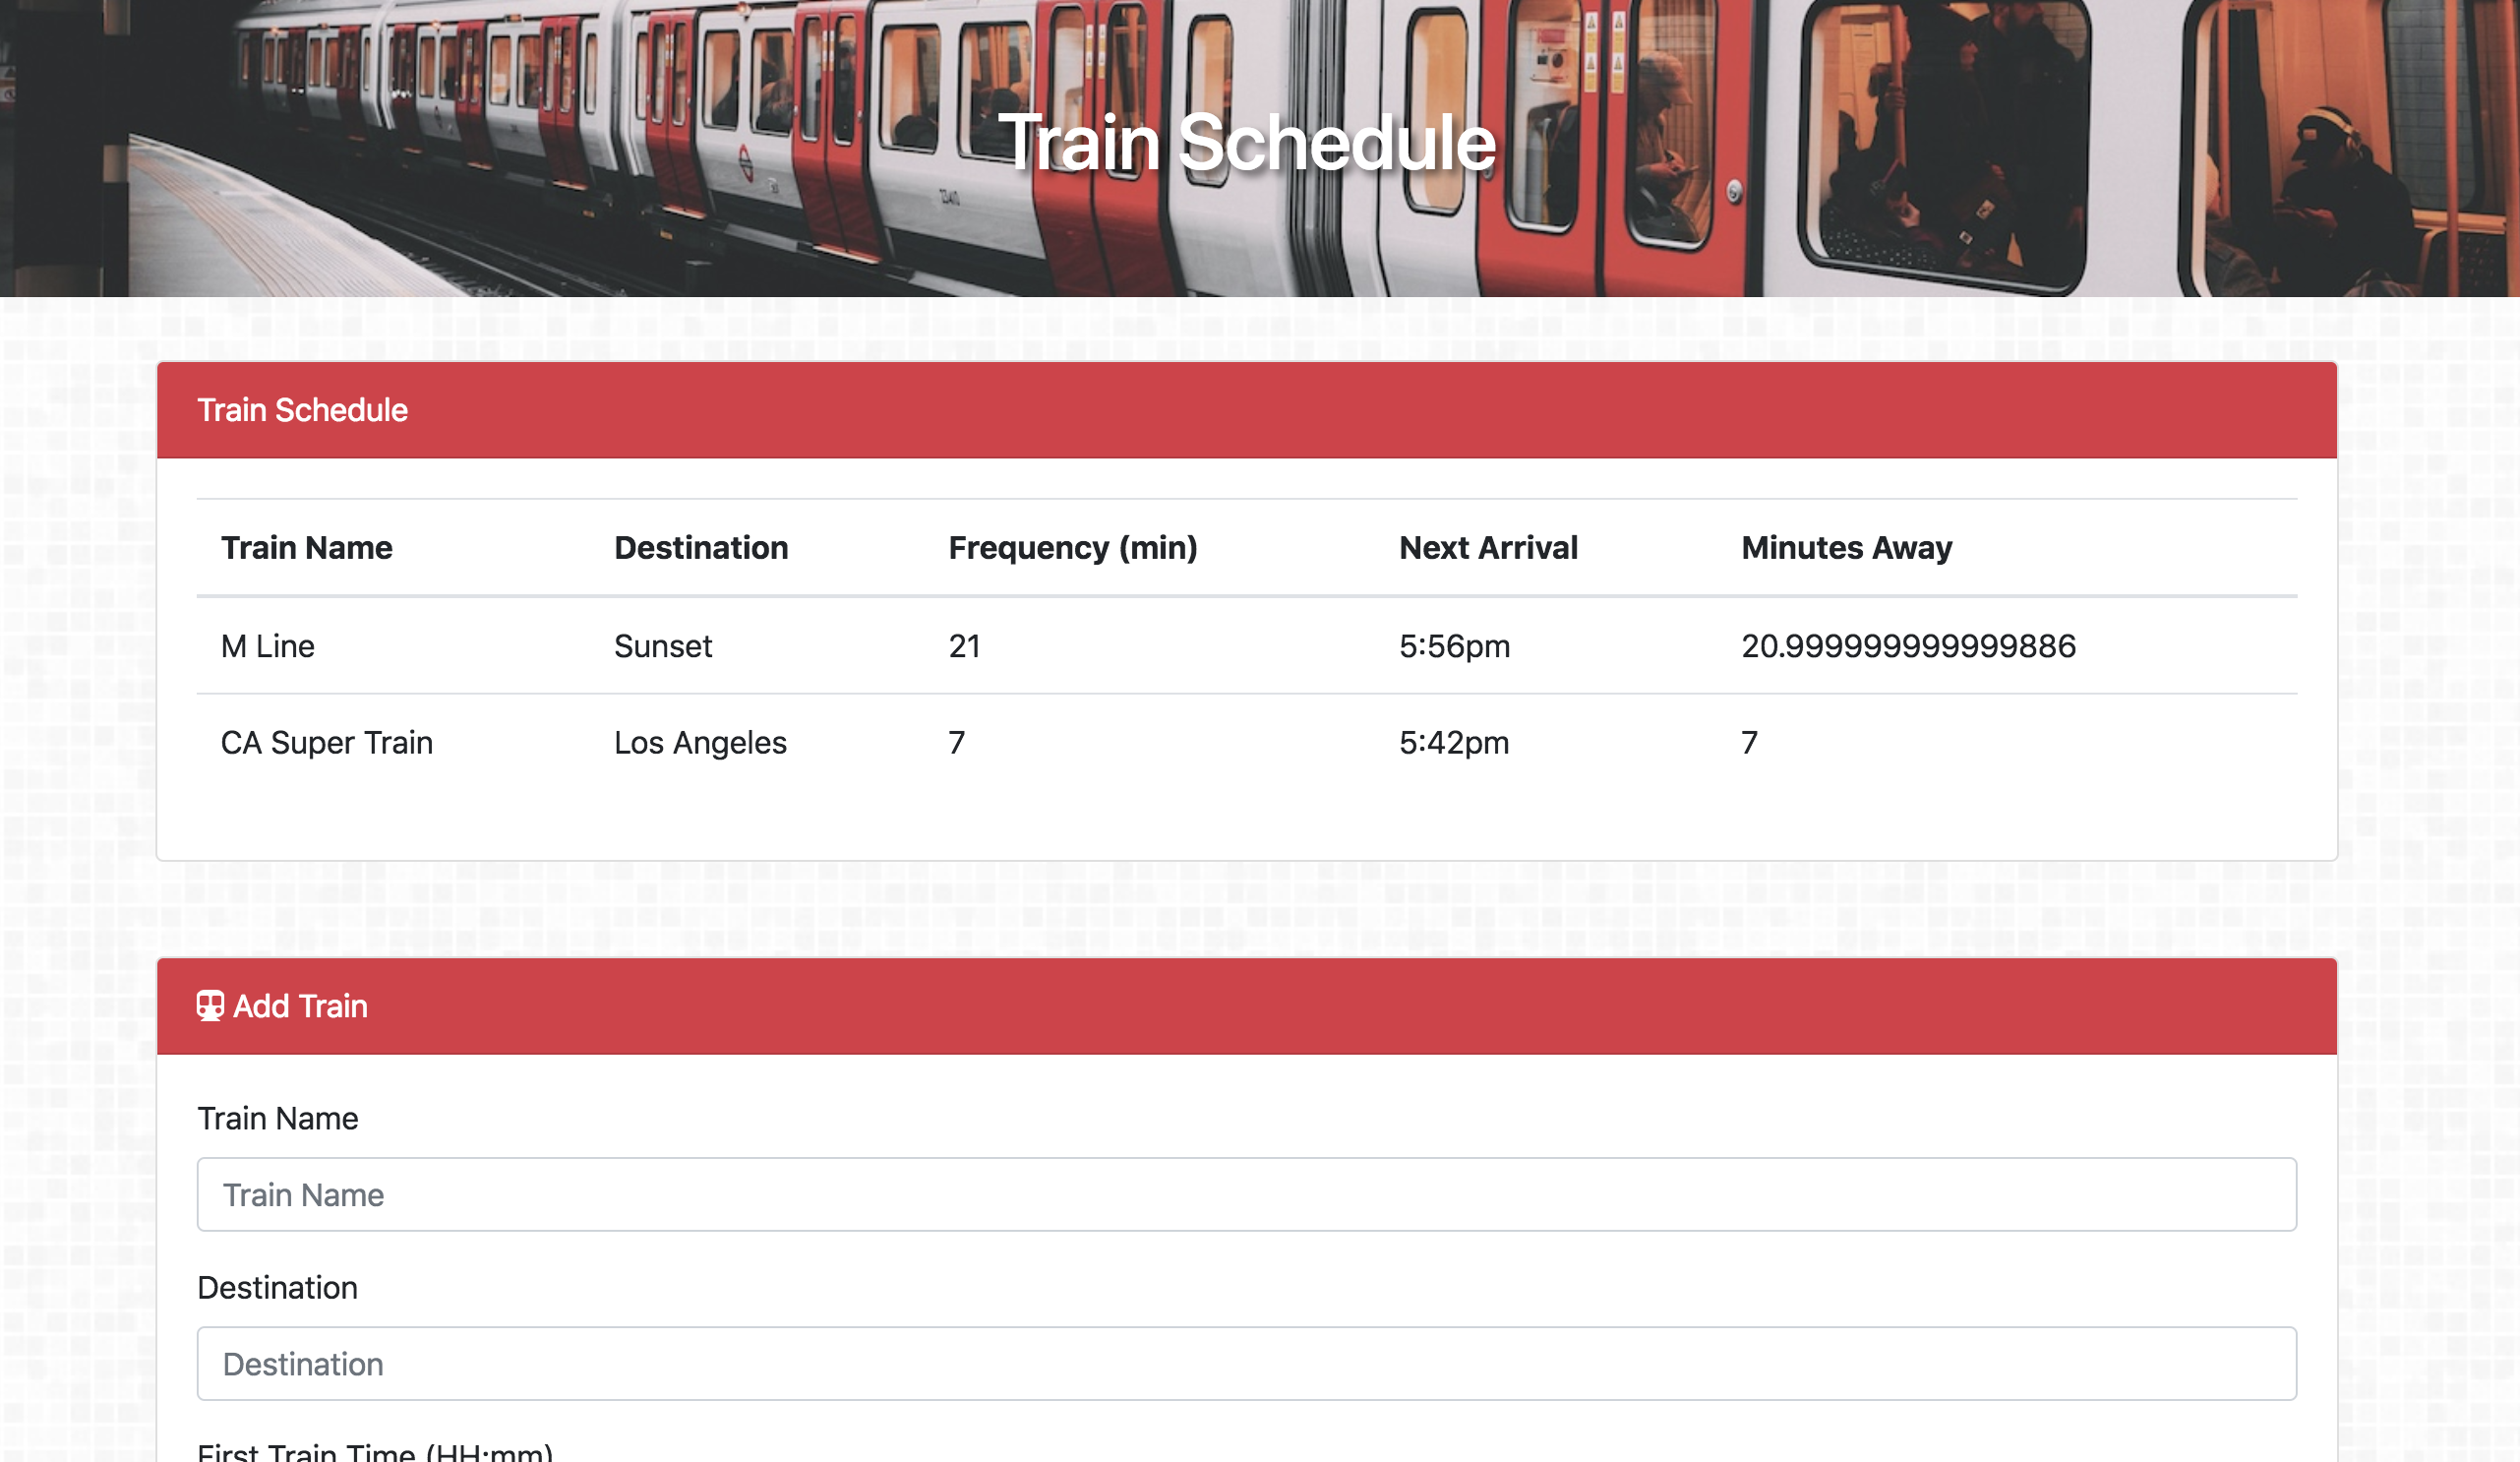 Train Schedule
Train Schedule
Train Name Destination Frequency (min) Next Arrival Minutes Away
M Line Sunset 21 5:56pm 20.999999999999886
CA Super Train Los Angeles 7 5:42pm 7
Add Train
Train Name
Train Name
Destination
Destination
First Train Time (HH:mm)